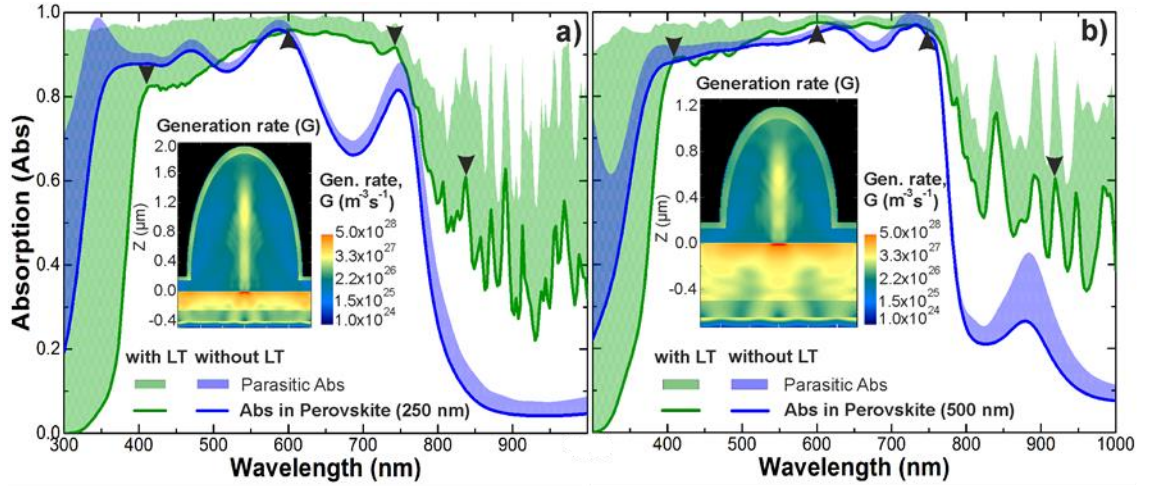 Absorption (Abs)
1.0
0.8
0.6
0.4
0.2
0.0
a)
Generation rate (G)
2.0
1.6
1.2
0.8
0.4
0.0
-0.4
Z (µm)
Gen. rate,
G (m⁻³s⁻¹)
5.0x10²⁸
3.3x10²⁷
2.2x10²⁶
1.5x10²⁵
1.0x10²⁴
with LT without LT
Parasitic Abs
Abs in Perovskite (250 nm)
300 400 500 600 700 800 900
Wavelength (nm)
b)
Generation rate (G)
1.2
0.8
0.4
0.0
-0.4
Z (µm)
Gen. rate,
G (m⁻³s⁻¹)
5.0x10²⁸
3.3x10²⁷
2.2x10²⁶
1.5x10²⁵
1.0x10²⁴
with LT without LT
Parasitic Abs
Abs in Perovskite (500 nm)
400 500 600 700 800 900 1000
Wavelength (nm)